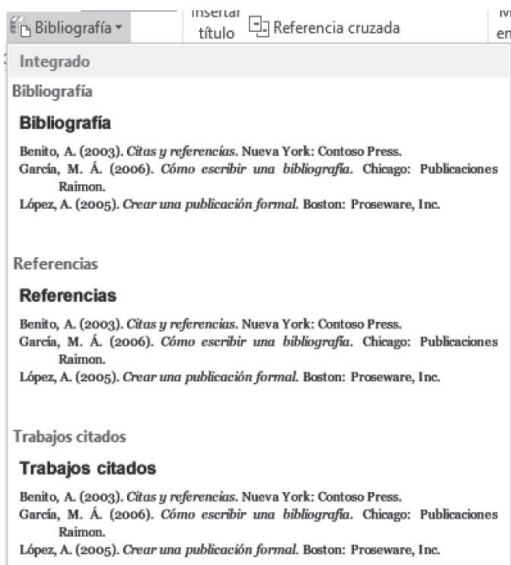 Insertar
Bibliografía
título
Referencia cruzada
en
Integrado
Bibliografía
Bibliografía
Benito, A. (2003). Citas y referencias. Nueva York: Contoso Press.
García, M. Á. (2006). Cómo escribir una bibliografía. Chicago: Publicaciones
Raimon.
López, A. (2005). Crear una publicación formal. Boston: Proseware, Inc.
Referencias
Referencias
Benito, A. (2003). Citas y referencias. Nueva York: Contoso Press.
García, M. Á. (2006). Cómo escribir una bibliografía. Chicago: Publicaciones
Raimon.
López, A. (2005). Crear una publicación formal. Boston: Proseware, Inc.
Trabajos citados
Trabajos citados
Benito, A. (2003). Citas y referencias. Nueva York: Contoso Press.
García, M. Á. (2006). Cómo escribir una bibliografía. Chicago: Publicaciones
Raimon.
López, A. (2005). Crear una publicación formal. Boston: Proseware, Inc.